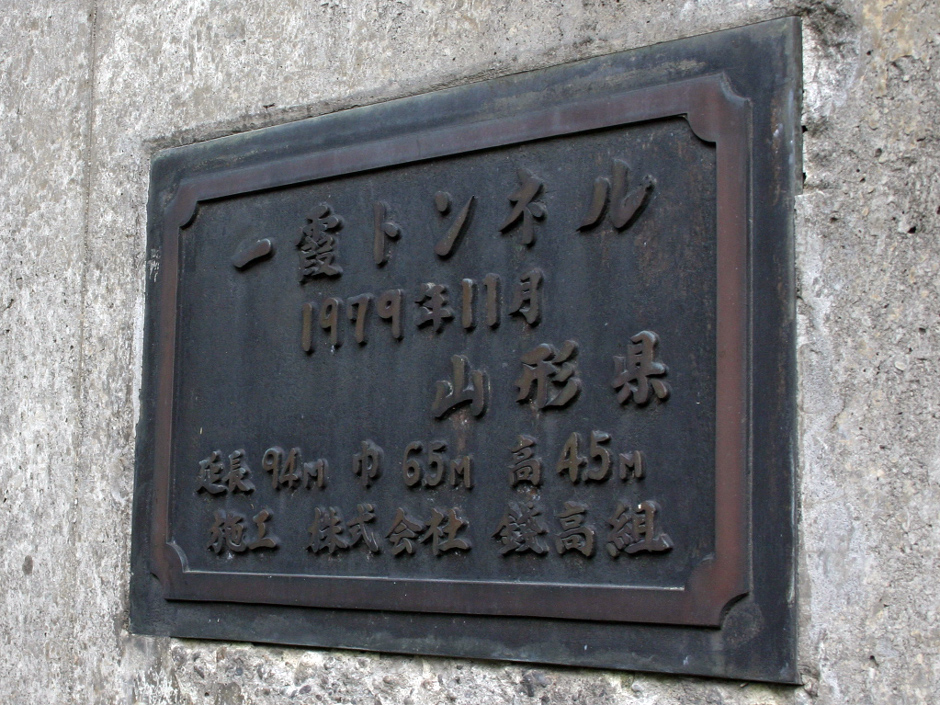 一霞トンネル
1979年11月
山形県
延長 94M 巾 6.5M 高 4.5M
施工 株式会社 錢高組